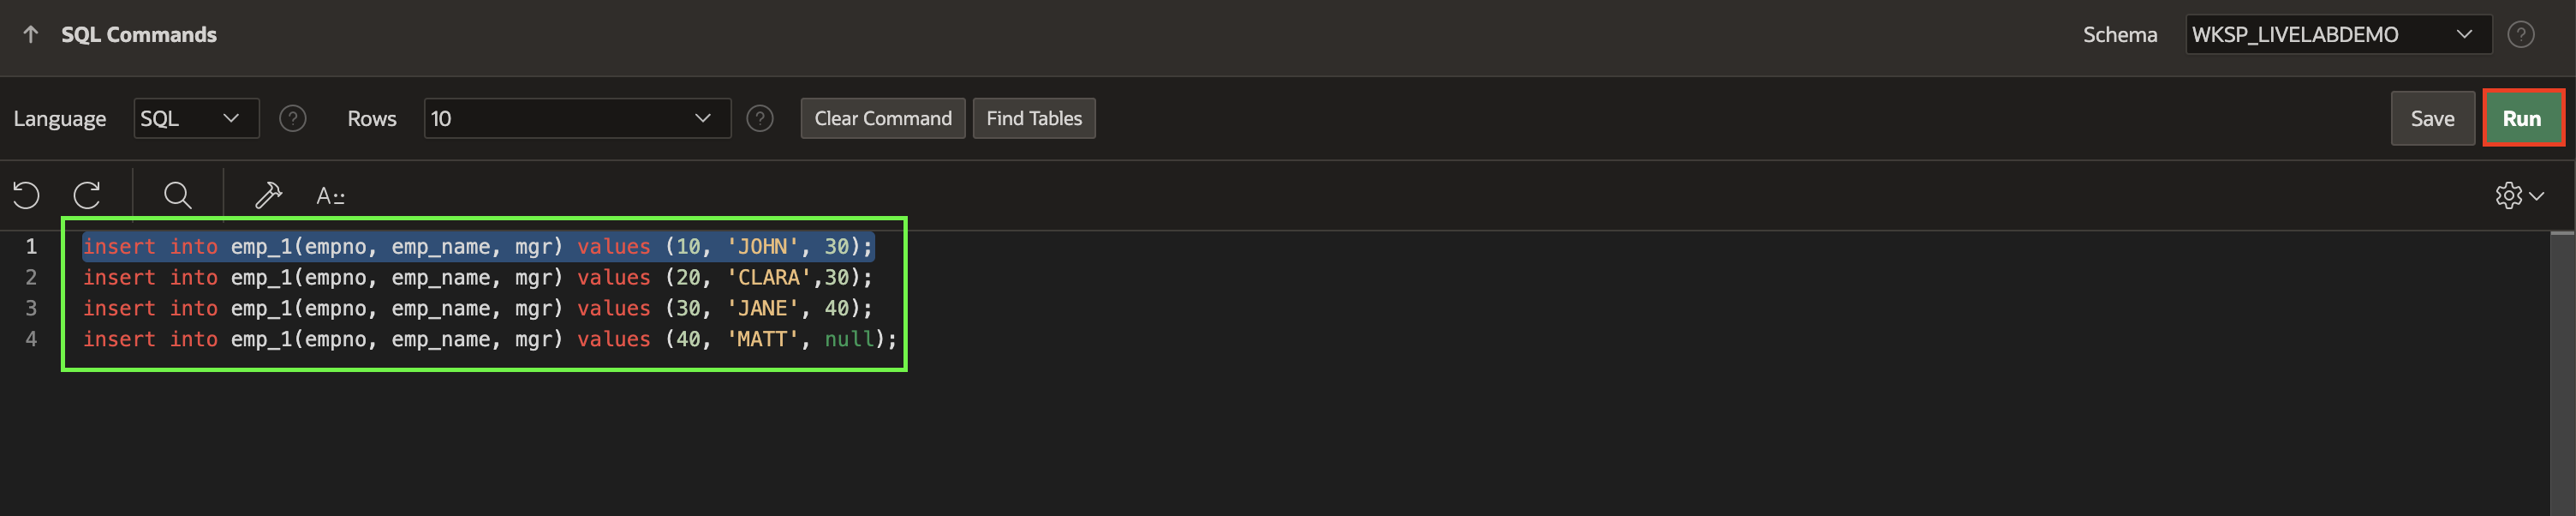 SQL Commands Schema WKSP_LIVELABDEMO ?
Language SQL ? Rows 10 ? Clear Command Find Tables Save Run
A::
1 insert into emp_1(empno, emp_name, mgr) values (10, 'JOHN', 30);
2 insert into emp_1(empno, emp_name, mgr) values (20, 'CLARA',30);
3 insert into emp_1(empno, emp_name, mgr) values (30, 'JANE', 40);
4 insert into emp_1(empno, emp_name, mgr) values (40, 'MATT', null);